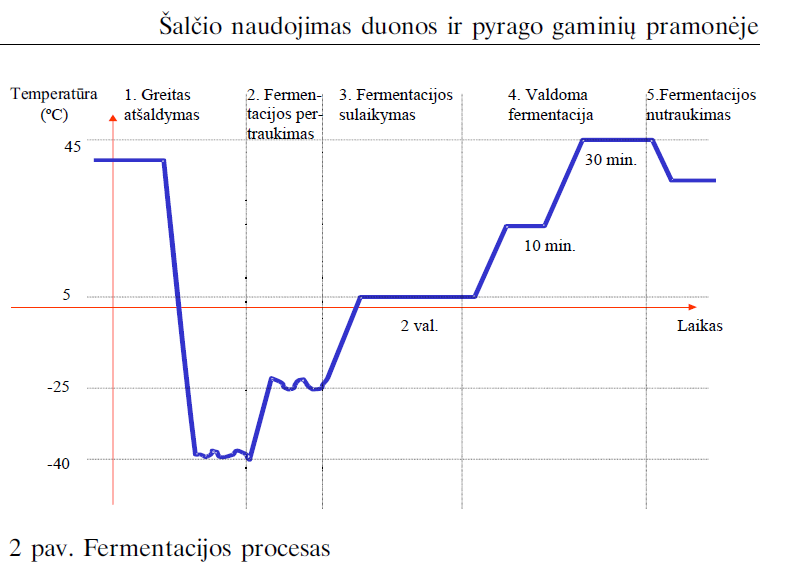 Šalčio naudojimas duonos ir pyrago gaminių pramonėje
Temperatūra
(ºC)
1. Greitas
atšaldymas
2. Fermen-
tacijos per-
traukimas
3. Fermentacijos
sulaikymas
4. Valdoma
fermentacija
5.Fermentacijos
nutraukimas
45
30 min.
10 min.
5
2 val.
Laikas
-25
-40
2 pav. Fermentacijos procesas